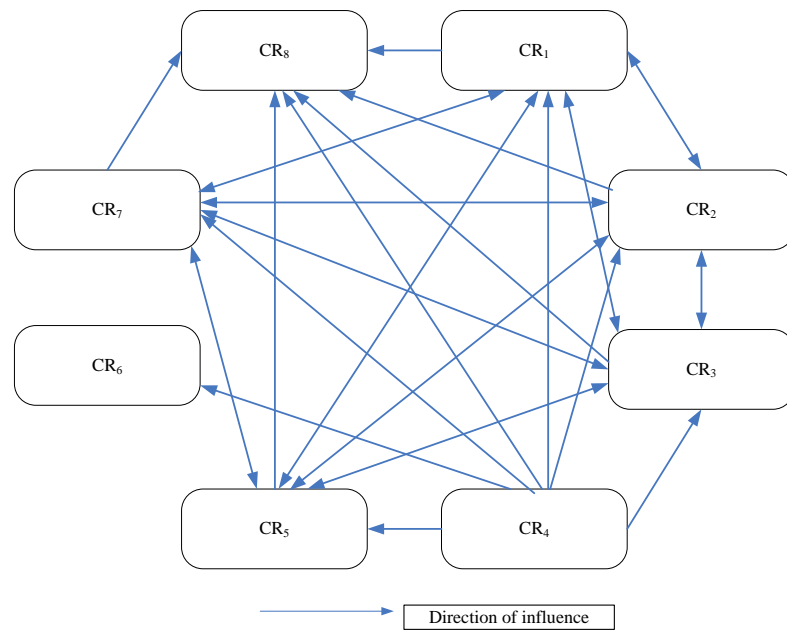 CR₈
CR₁
CR₇
CR₂
CR₆
CR₃
CR₅
CR₄
Direction of influence